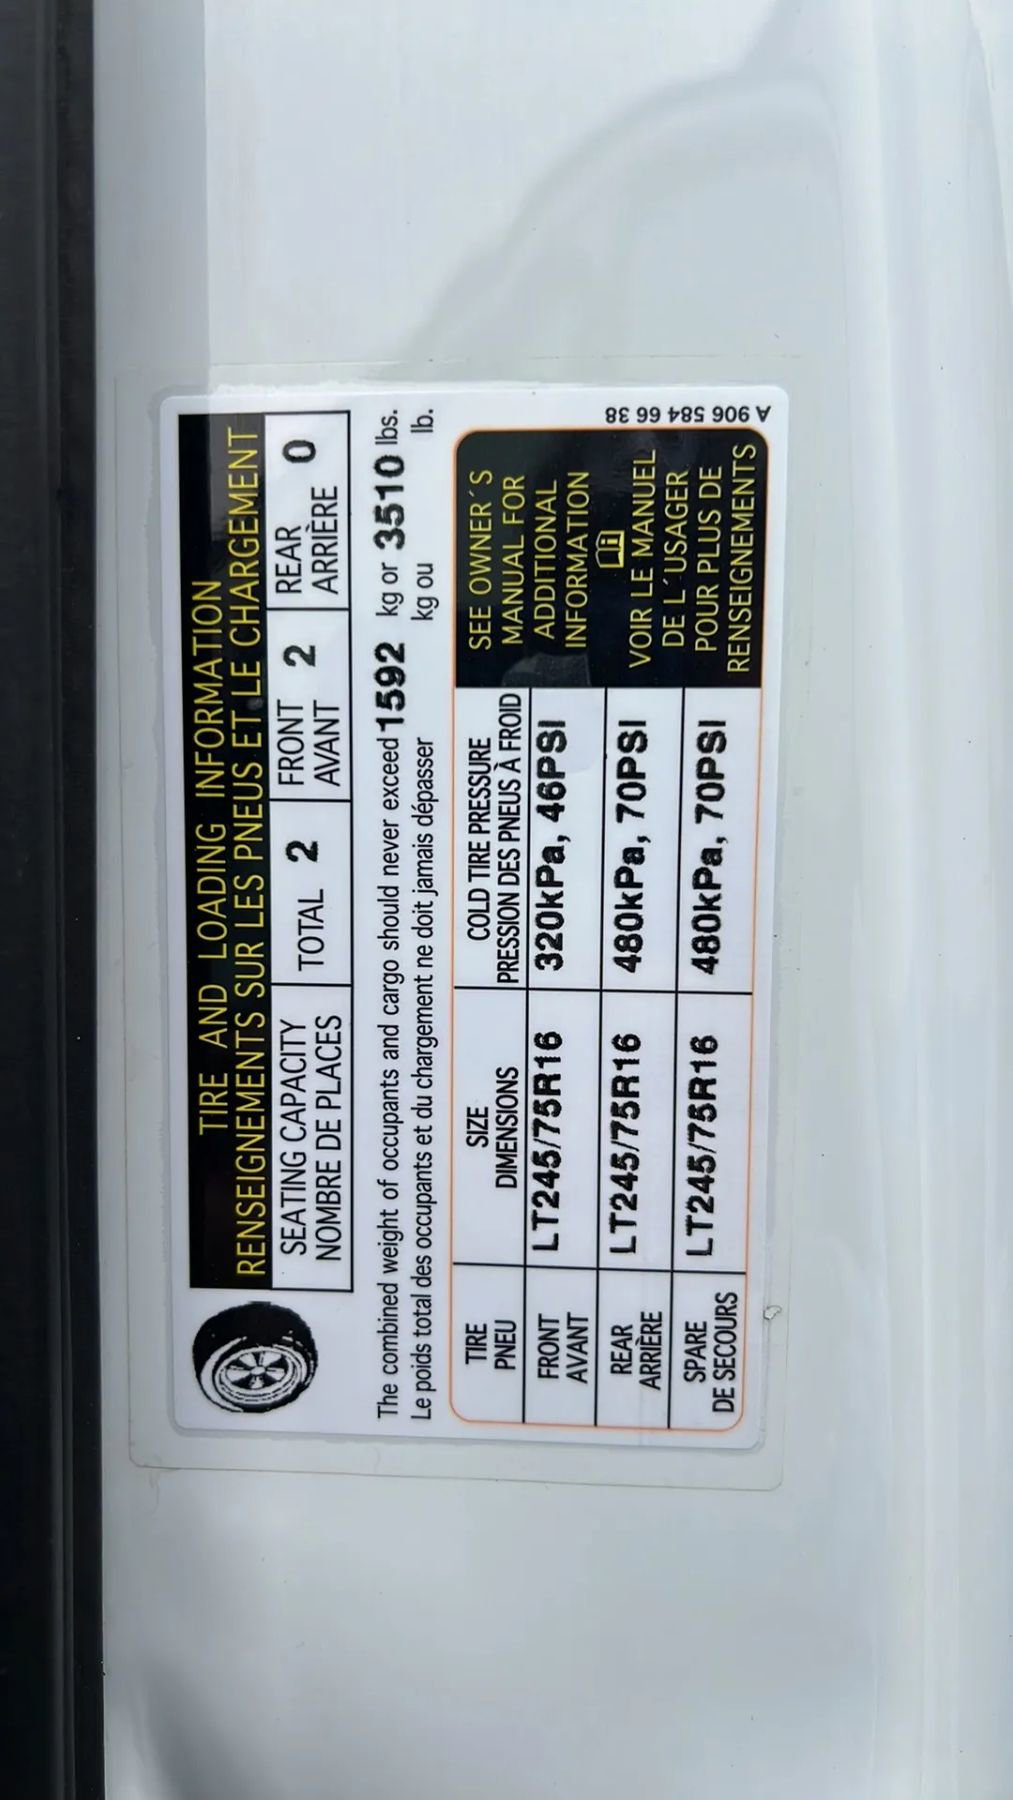 TIRE AND LOADING INFORMATION
RENSEIGNEMENTS SUR LES PNEUS ET LE CHARGEMENT
SEATING CAPACITY
NOMBRE DE PLACES
TOTAL 2
FRONT
AVANT 2
REAR
ARRIÈRE 0
The combined weight of occupants and cargo should never exceed 1592 kg or 3510 lbs.
Le poids total des occupants et du chargement ne doit jamais dépasser kg ou lb.
TIRE
PNEU
SIZE
DIMENSIONS
COLD TIRE PRESSURE
PRESSION DES PNEUS À FROID
FRONT
AVANT
LT245/75R16
320kPa, 46PSI
REAR
ARRIÈRE
LT245/75R16
480kPa, 70PSI
SPARE
DE SECOURS
LT245/75R16
480kPa, 70PSI
SEE OWNER´S
MANUAL FOR
ADDITIONAL
INFORMATION
VOIR LE MANUEL
DE L´USAGER
POUR PLUS DE
RENSEIGNEMENTS
A 906 584 66 38